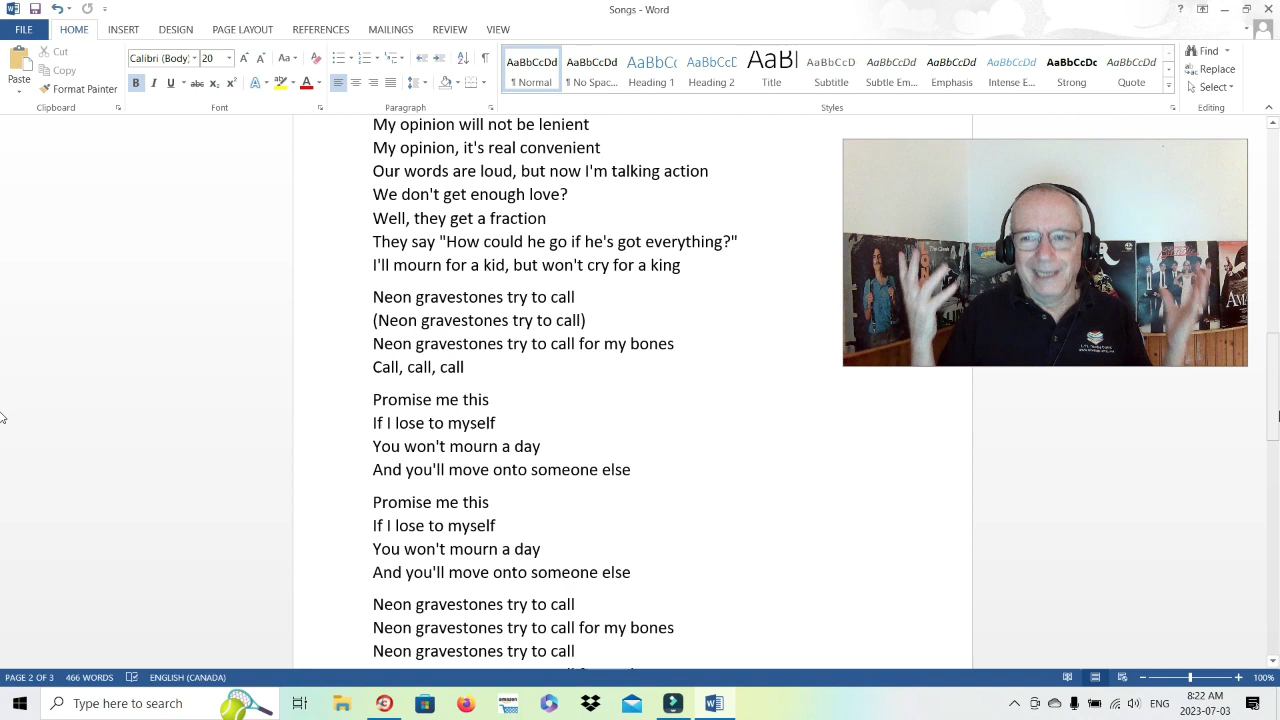 Songs - Word
FILE HOME INSERT DESIGN PAGE LAYOUT REFERENCES MAILINGS REVIEW VIEW
Paste
Cut
Copy
Format Painter
Clipboard
Calibri (Body) 20
Font
Paragraph
AaBbCcDd AaBbCcDd AaBbCc AaBbCcC AaBl AaBbCcD AaBbCcDd AaBbCcDd AaBbCcDd AaBbCcDc AaBbCcDd
¶ Normal ¶ No Spac... Heading 1 Heading 2 Title Subtitle Subtle Em... Emphasis Intense E... Strong Quote
Styles
Find
Replace
Select
Editing
My opinion will not be lenient
My opinion, it's real convenient
Our words are loud, but now I'm talking action
We don't get enough love?
Well, they get a fraction
They say "How could he go if he's got everything?"
I'll mourn for a kid, but won't cry for a king
Neon gravestones try to call
(Neon gravestones try to call)
Neon gravestones try to call for my bones
Call, call, call
Promise me this
If I lose to myself
You won't mourn a day
And you'll move onto someone else
Promise me this
If I lose to myself
You won't mourn a day
And you'll move onto someone else
Neon gravestones try to call
Neon gravestones try to call for my bones
Neon gravestones try to call
PAGE 2 OF 3 466 WORDS ENGLISH (CANADA) 100%
Type here to search
amazon
ENG
8:22 AM
2023-07-03